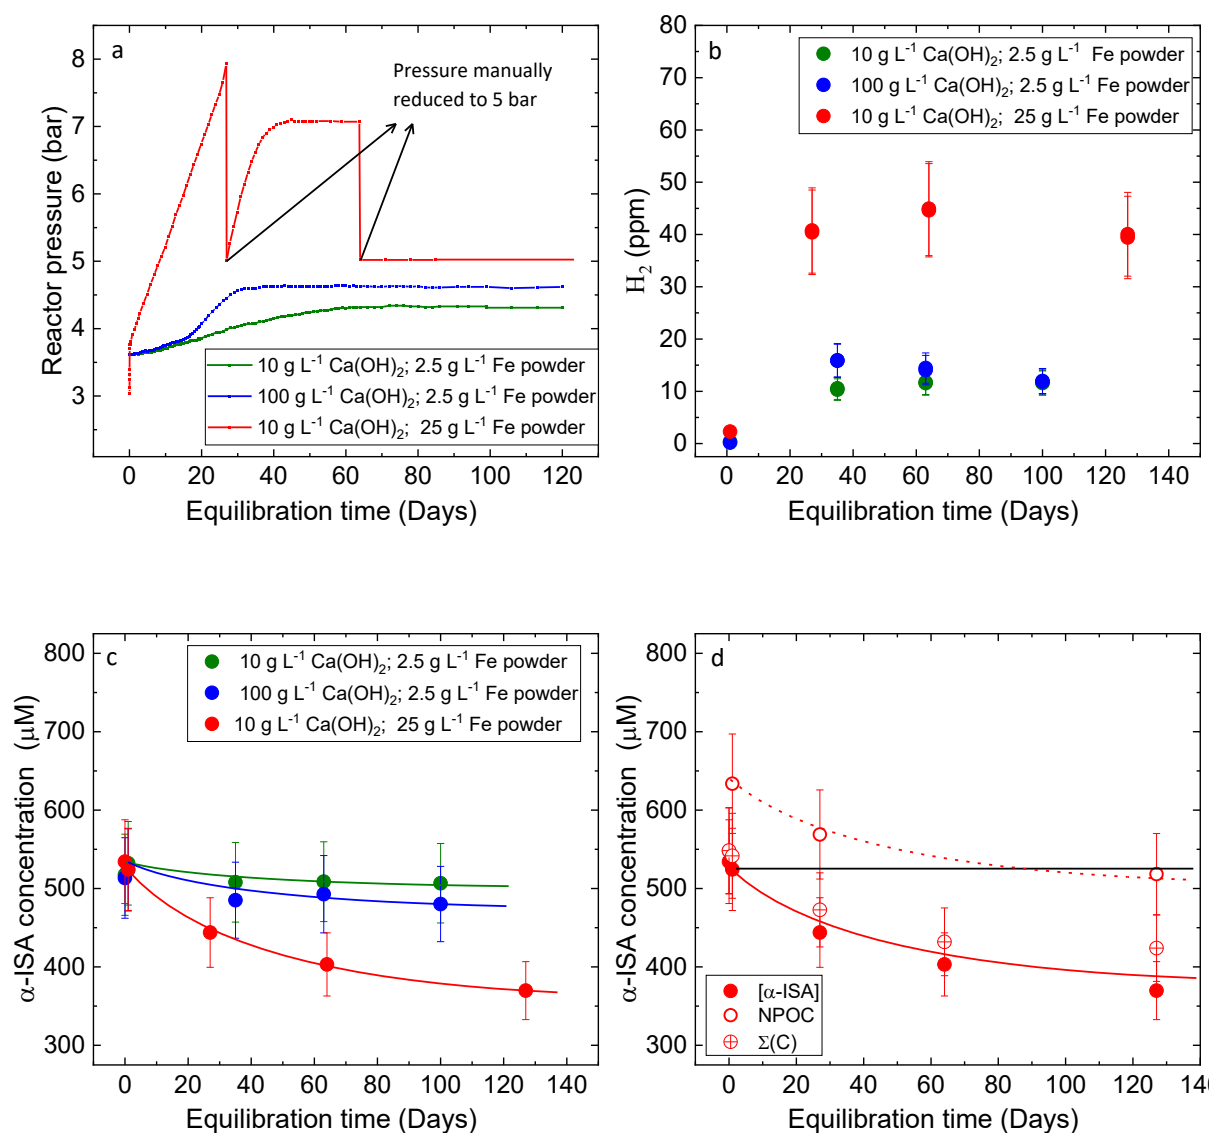 a
8
7
6
5
4
3
Reactor pressure (bar)
Pressure manually
reduced to 5 bar
10 g L⁻¹ Ca(OH)₂; 2.5 g L⁻¹ Fe powder
100 g L⁻¹ Ca(OH)₂; 2.5 g L⁻¹ Fe powder
10 g L⁻¹ Ca(OH)₂; 25 g L⁻¹ Fe powder
0 20 40 60 80 100 120
Equilibration time (Days)
b
80
70
60
50
40
30
20
10
0
H₂ (ppm)
10 g L⁻¹ Ca(OH)₂; 2.5 g L⁻¹ Fe powder
100 g L⁻¹ Ca(OH)₂; 2.5 g L⁻¹ Fe powder
10 g L⁻¹ Ca(OH)₂; 25 g L⁻¹ Fe powder
0 20 40 60 80 100 120 140
Equilibration time (Days)
c
800
700
600
500
400
300
α-ISA concentration (µM)
10 g L⁻¹ Ca(OH)₂; 2.5 g L⁻¹ Fe powder
100 g L⁻¹ Ca(OH)₂; 2.5 g L⁻¹ Fe powder
10 g L⁻¹ Ca(OH)₂; 25 g L⁻¹ Fe powder
0 20 40 60 80 100 120 140
Equilibration time (Days)
d
800
700
600
500
400
300
α-ISA concentration (µM)
[α-ISA]
NPOC
Σ(C)
0 20 40 60 80 100 120 140
Equilibration time (Days)